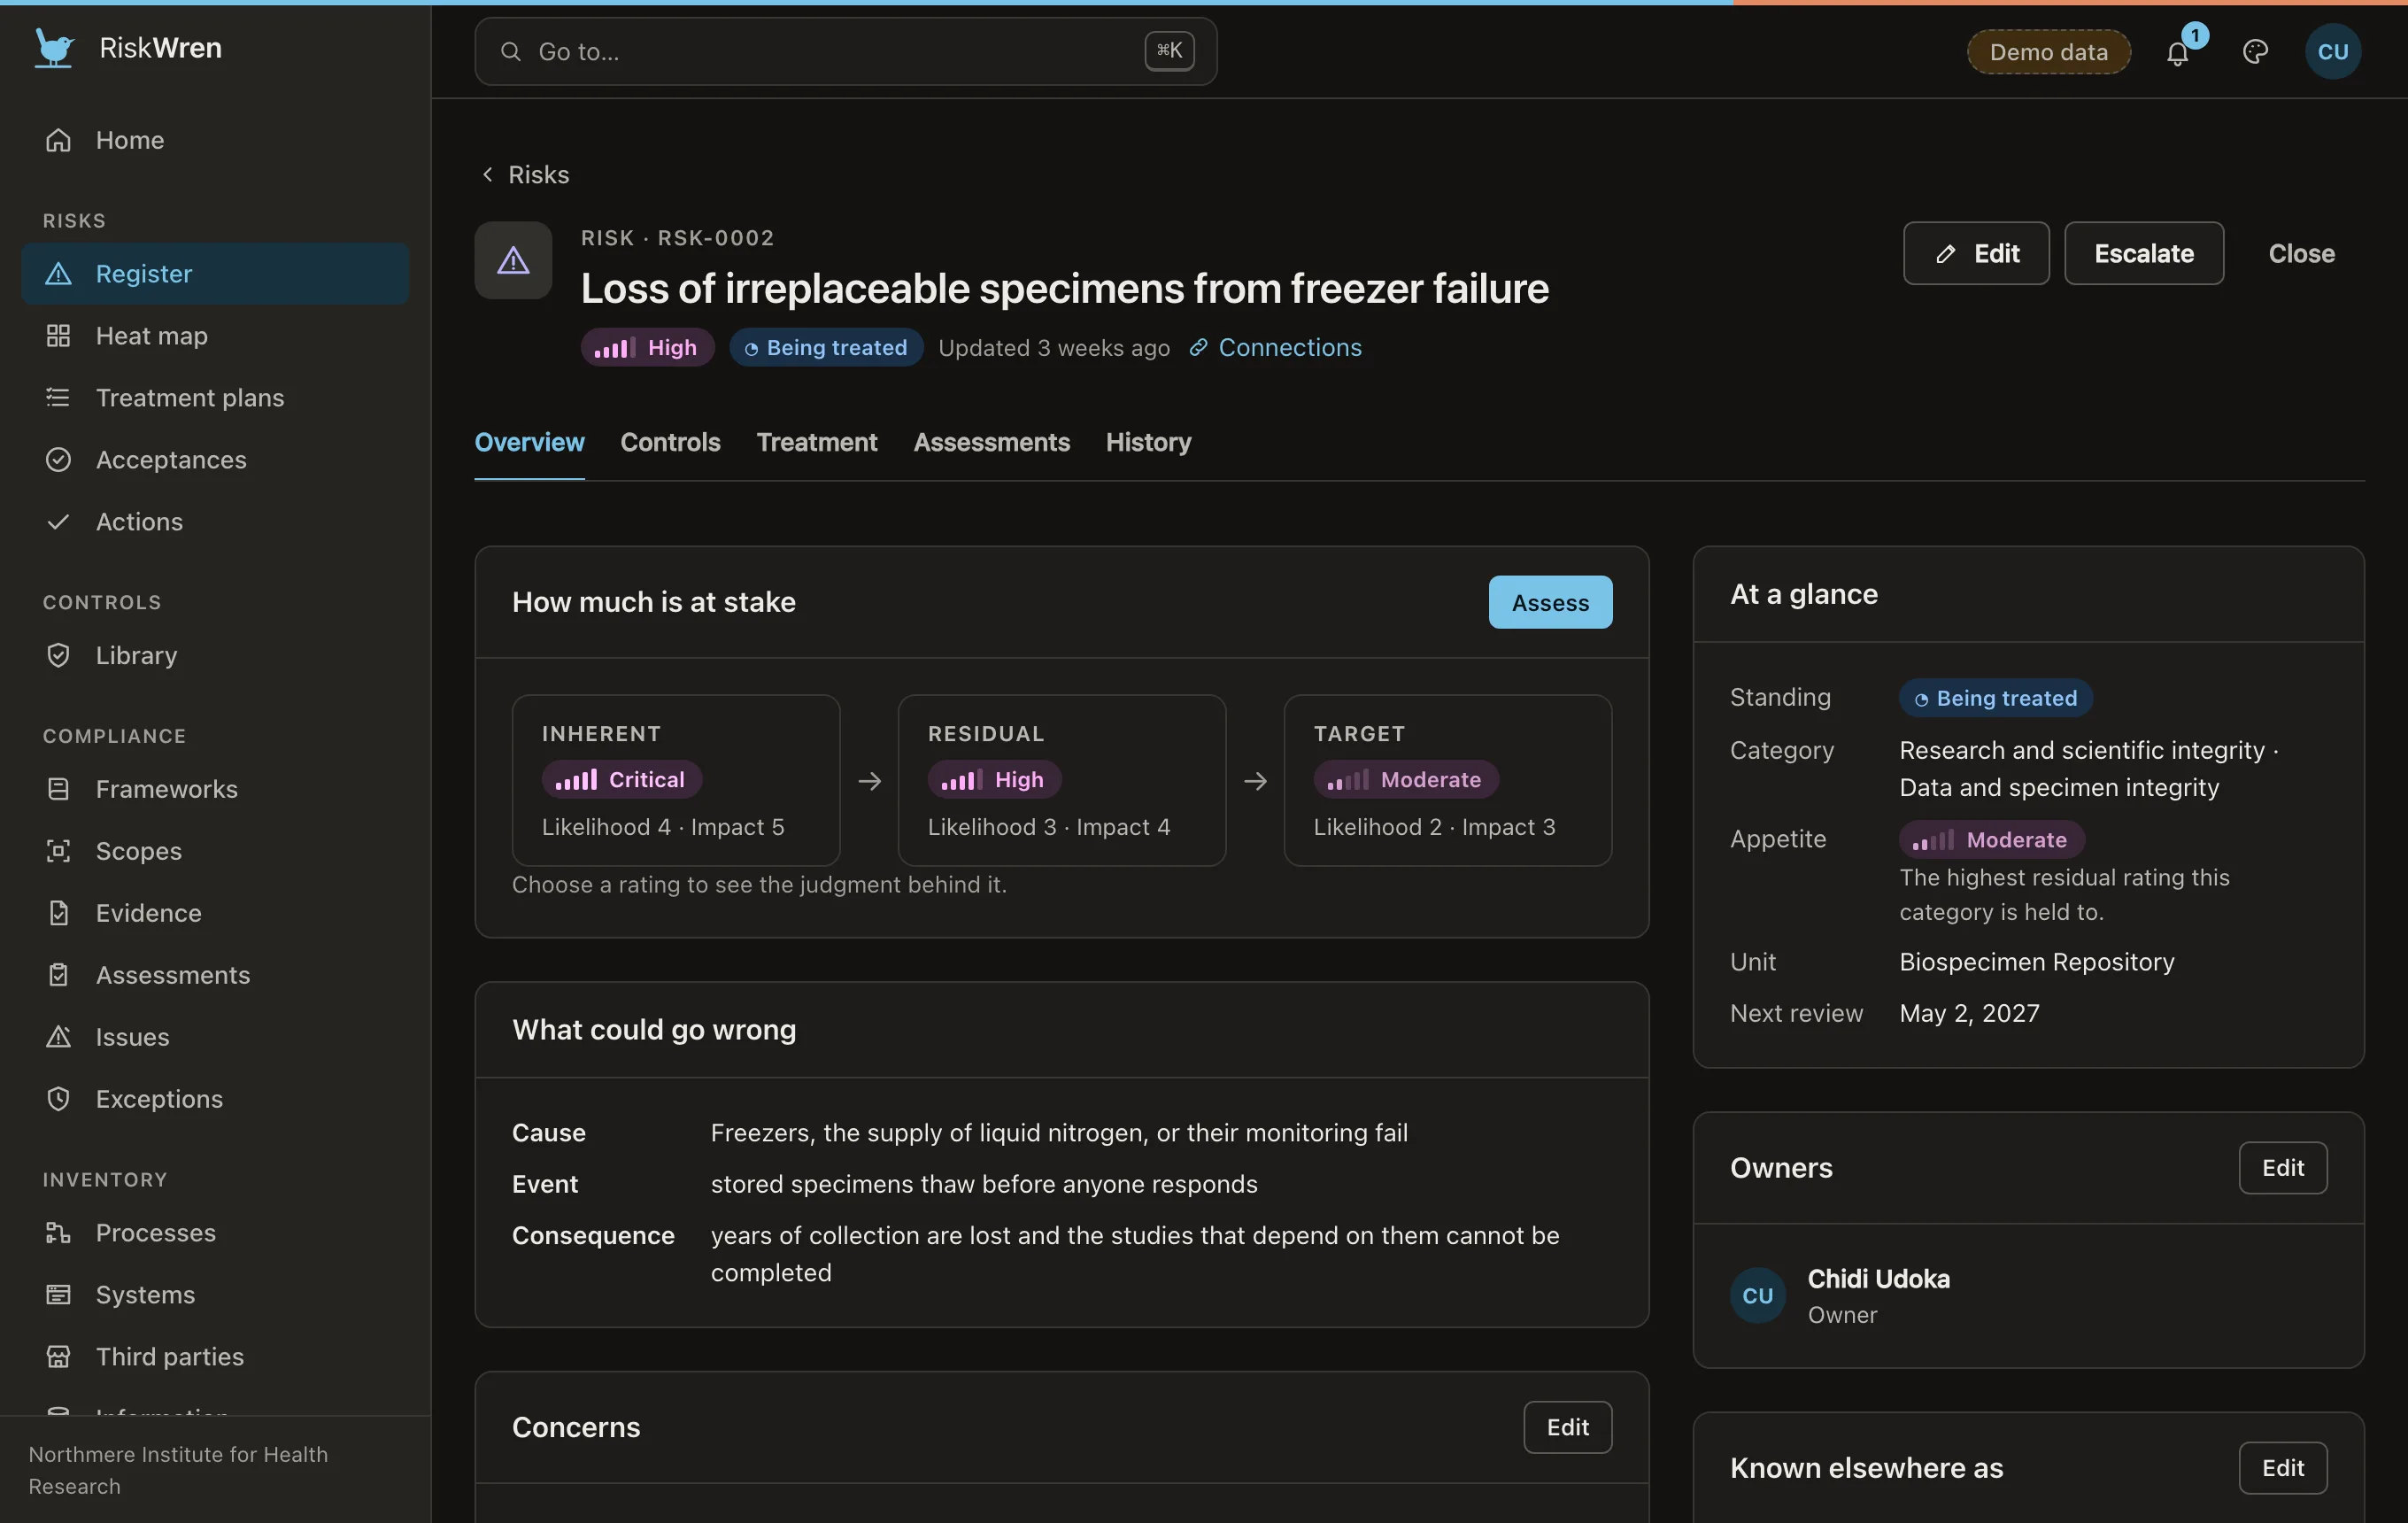 RiskWren
Go to...
⌘K
Demo data
1
CU
Home
RISKS
Register
Heat map
Treatment plans
Acceptances
Actions
CONTROLS
Library
COMPLIANCE
Frameworks
Scopes
Evidence
Assessments
Issues
Exceptions
INVENTORY
Processes
Systems
Third parties
Information
Northmere Institute for Health
Research
Risks
RISK · RSK-0002
Loss of irreplaceable specimens from freezer failure
High
Being treated
Updated 3 weeks ago
Connections
Edit
Escalate
Close
Overview
Controls
Treatment
Assessments
History
How much is at stake
Assess
INHERENT
Critical
Likelihood 4 · Impact 5
RESIDUAL
High
Likelihood 3 · Impact 4
TARGET
Moderate
Likelihood 2 · Impact 3
Choose a rating to see the judgment behind it.
What could go wrong
Cause
Freezers, the supply of liquid nitrogen, or their monitoring fail
Event
stored specimens thaw before anyone responds
Consequence
years of collection are lost and the studies that depend on them cannot be
completed
Concerns
Edit
At a glance
Standing
Being treated
Category
Research and scientific integrity ·
Data and specimen integrity
Appetite
Moderate
The highest residual rating this
category is held to.
Unit
Biospecimen Repository
Next review
May 2, 2027
Owners
Edit
CU
Chidi Udoka
Owner
Known elsewhere as
Edit